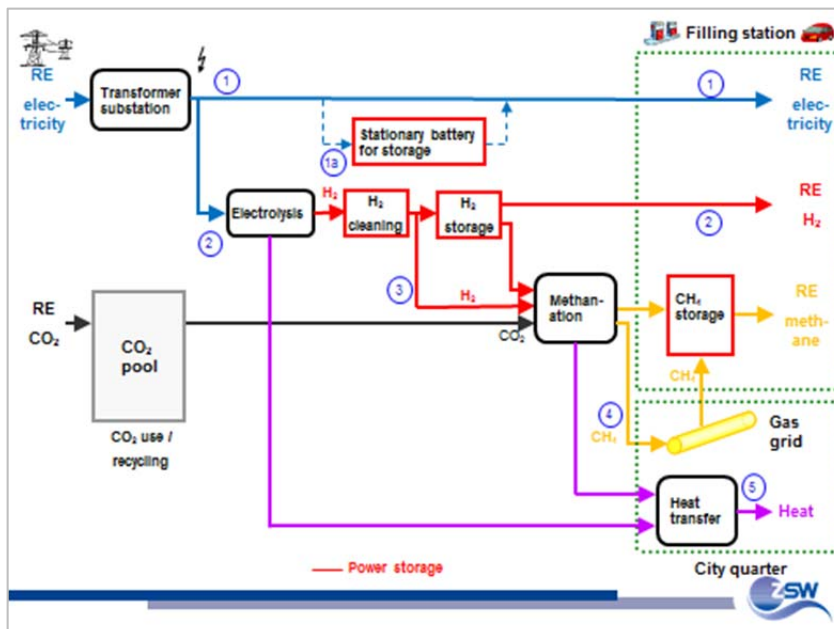 Filling station
RE
elec-
tricity
Transformer
substation
1
1
RE
elec-
tricity
Stationary battery
for storage
1a
Electrolysis
H₂
H₂
cleaning
H₂
storage
2
2
RE
H₂
3
H₂
Methan-
ation
CH₄
storage
RE
meth-
ane
RE
CO₂
CO₂
pool
CO₂
CO₂ use /
recycling
CH₄
4
CH₄
Gas
grid
Heat
transfer
5
Heat
Power storage
City quarter
ZSW